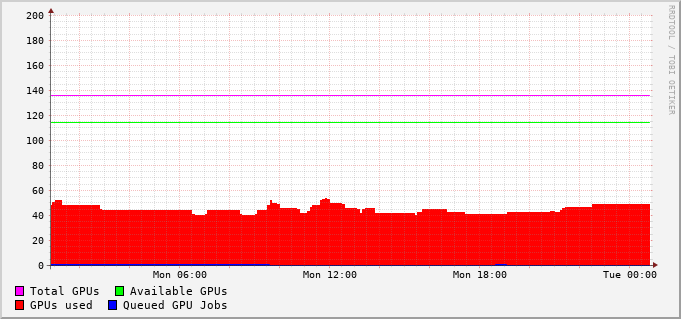 RRDTOOL / TOBI OETIKER
200
180
160
140
120
100
80
60
40
20
0
Mon 06:00 Mon 12:00 Mon 18:00 Tue 00:00
Total GPUs Available GPUs
GPUs used Queued GPU Jobs